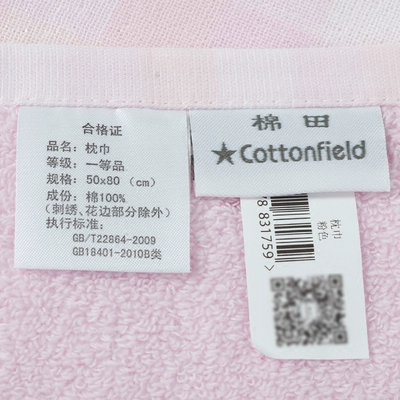 合格证
品名：枕巾
等级：一等品
规格：50x80（cm）
成份：棉100%
（刺绣、花边部分除外）
执行标准：
GB/T22864-2009
GB18401-2010B类
棉 田
★Cottonfield
8 831759>
枕巾
粉色